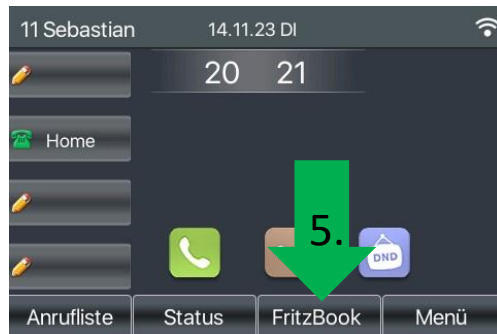 11 Sebastian 14.11.23 DI
20 21
Home
5.
DND
Anrufliste Status FritzBook Menü